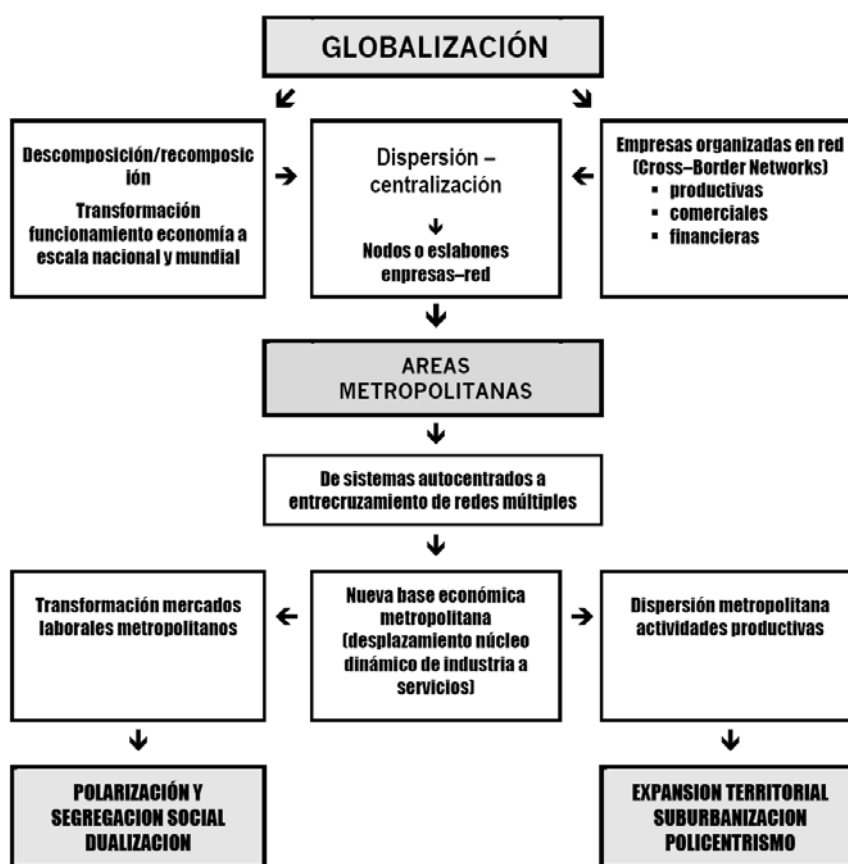 GLOBALIZACIÓN
Descomposición/recomposic
ión
Transformación
funcionamiento economía a
escala nacional y mundial
Dispersión –
centralización
Nodos o eslabones
enpresas–red
Empresas organizadas en red
(Cross–Border Networks)
▪ productivas
▪ comerciales
▪ financieras
AREAS
METROPOLITANAS
De sistemas autocentrados a
entrecruzamiento de redes múltiples
Transformación mercados
laborales metropolitanos
Nueva base económica
metropolitana
(desplazamiento núcleo
dinámico de industria a
servicios)
Dispersión metropolitana
actividades productivas
POLARIZACIÓN Y
SEGREGACION SOCIAL
DUALIZACION
EXPANSION TERRITORIAL
SUBURBANIZACION
POLICENTRISMO